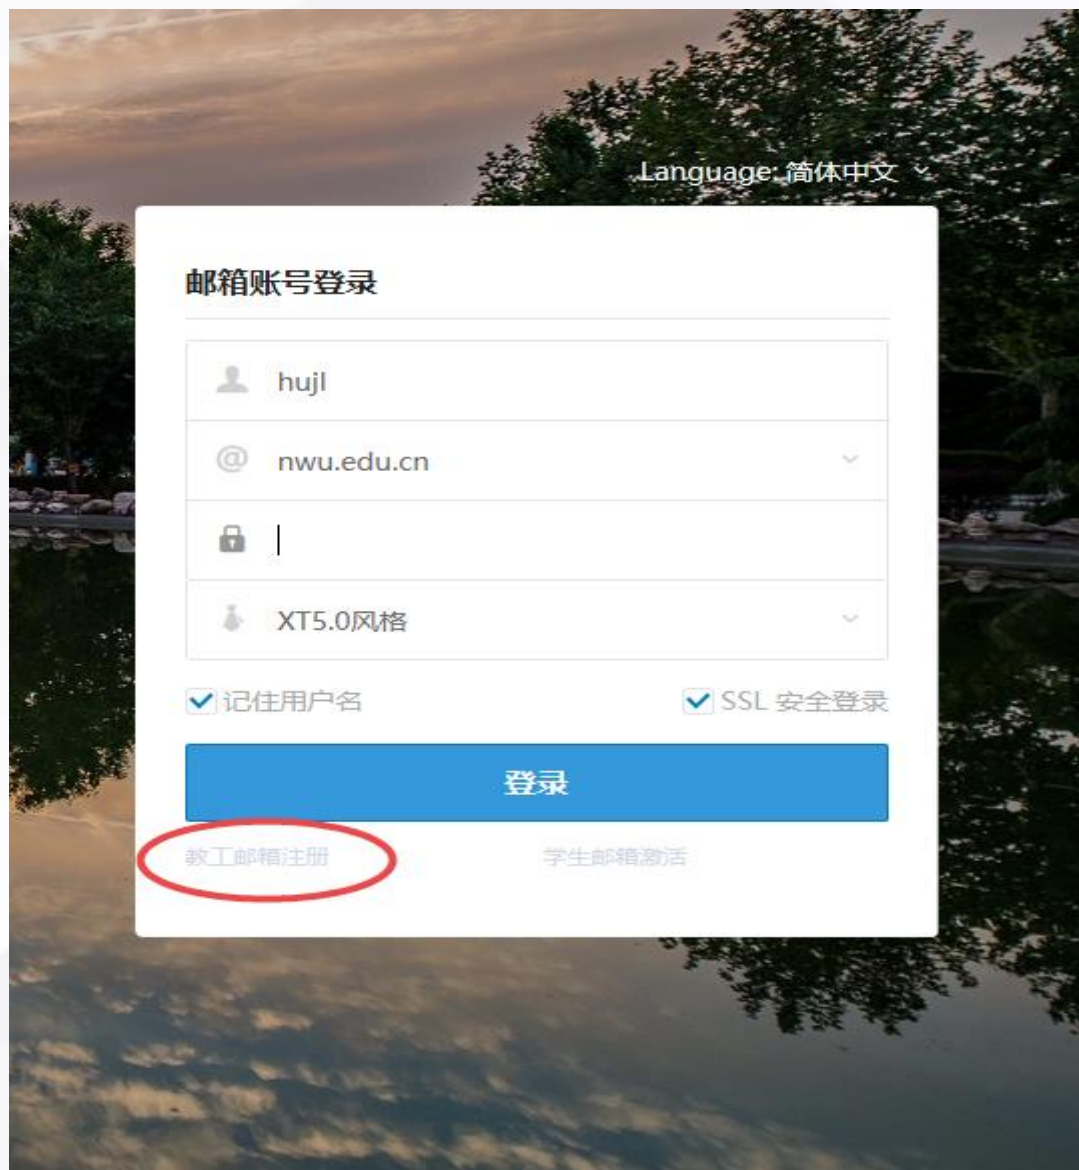 Language: 简体中文
邮箱账号登录
hujl
@ nwu.edu.cn
XT5.0风格
记住用户名 SSL 安全登录
登录
教工邮箱注册 学生邮箱激活